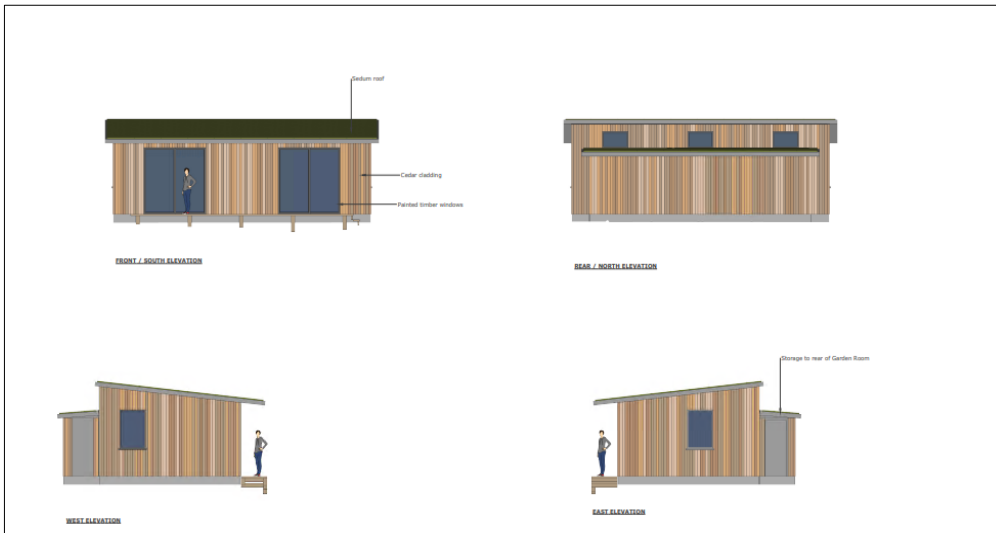 Sedum roof
Cedar cladding
Painted timber windows
FRONT / SOUTH ELEVATION
REAR / NORTH ELEVATION
Storage to rear of Garden Room
WEST ELEVATION
EAST ELEVATION